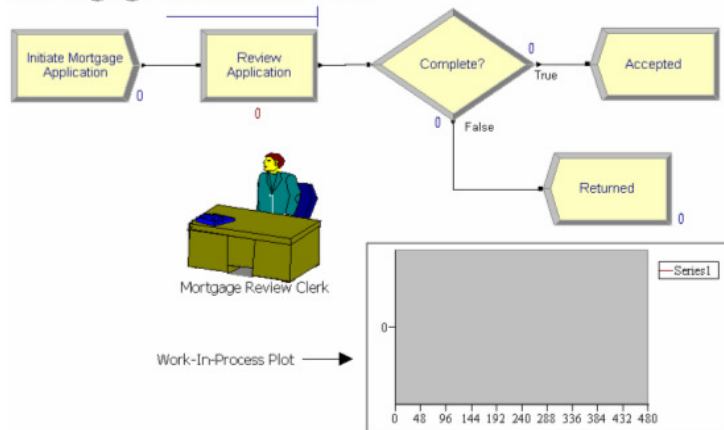 Initiate Mortgage
Application
0
Review
Application
0
Complete?
0
True
0
False
Accepted
Returned
0
Mortgage Review Clerk
Work-In-Process Plot
Series1
0
0 48 96 144 192 240 288 336 384 432 480